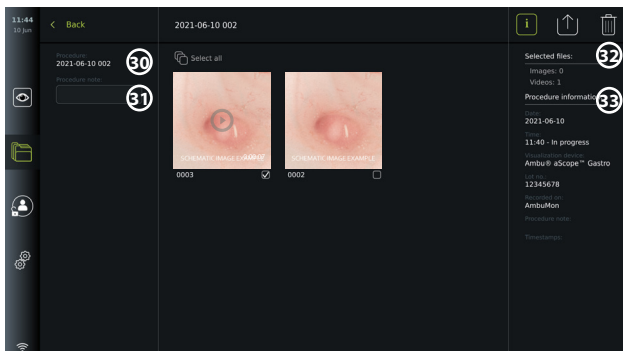 11:44
10 Jun
Back
2021-06-10 002
i
Procedure:
2021-06-10 002
30
Procedure note
31
Select all
SCHEMATIC IMAGE EXAMPLE
0003
SCHEMATIC IMAGE EXAMPLE
0002
Selected files:
32
Images: 0
Videos: 1
Procedure information
33
Date:
2021-06-10
Time:
11:40 - In progress
Visualization device:
Ambu® aScope™ Gastro
Lot no.:
12345678
Recorded on:
AmbuMon
Procedure note:
Timestamps: